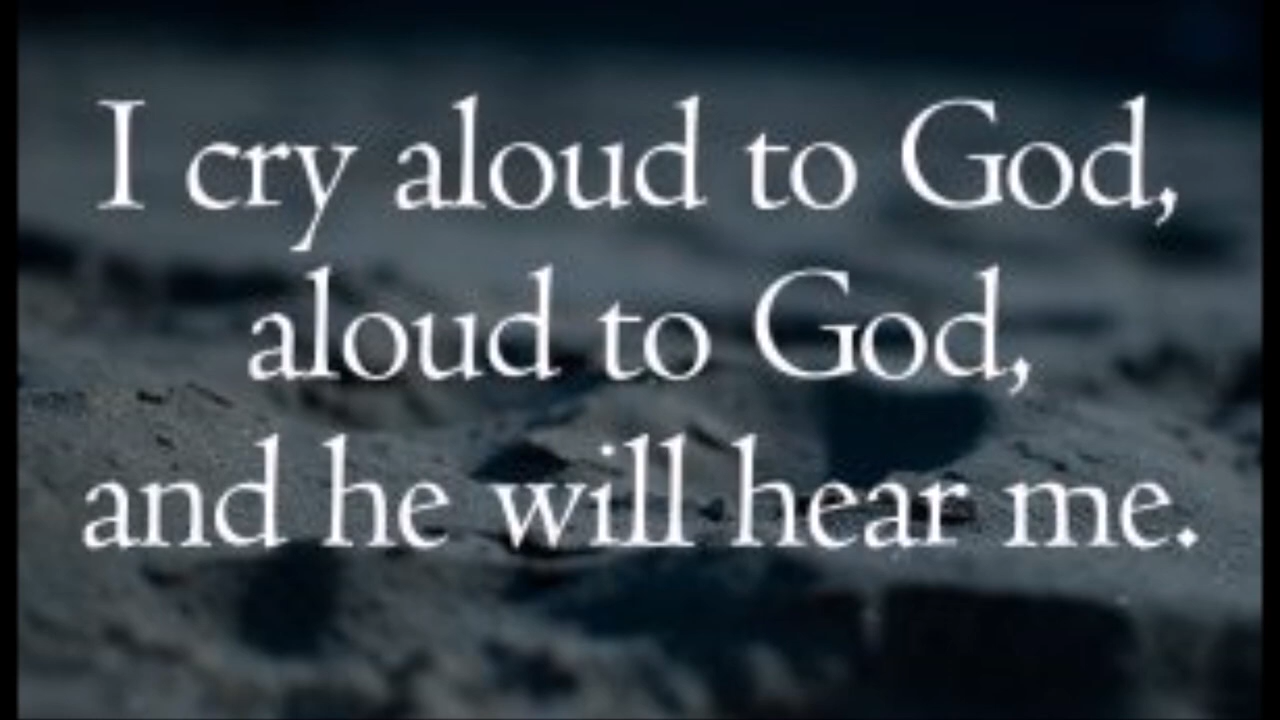 I cry aloud to God,
aloud to God,
and he will hear me.